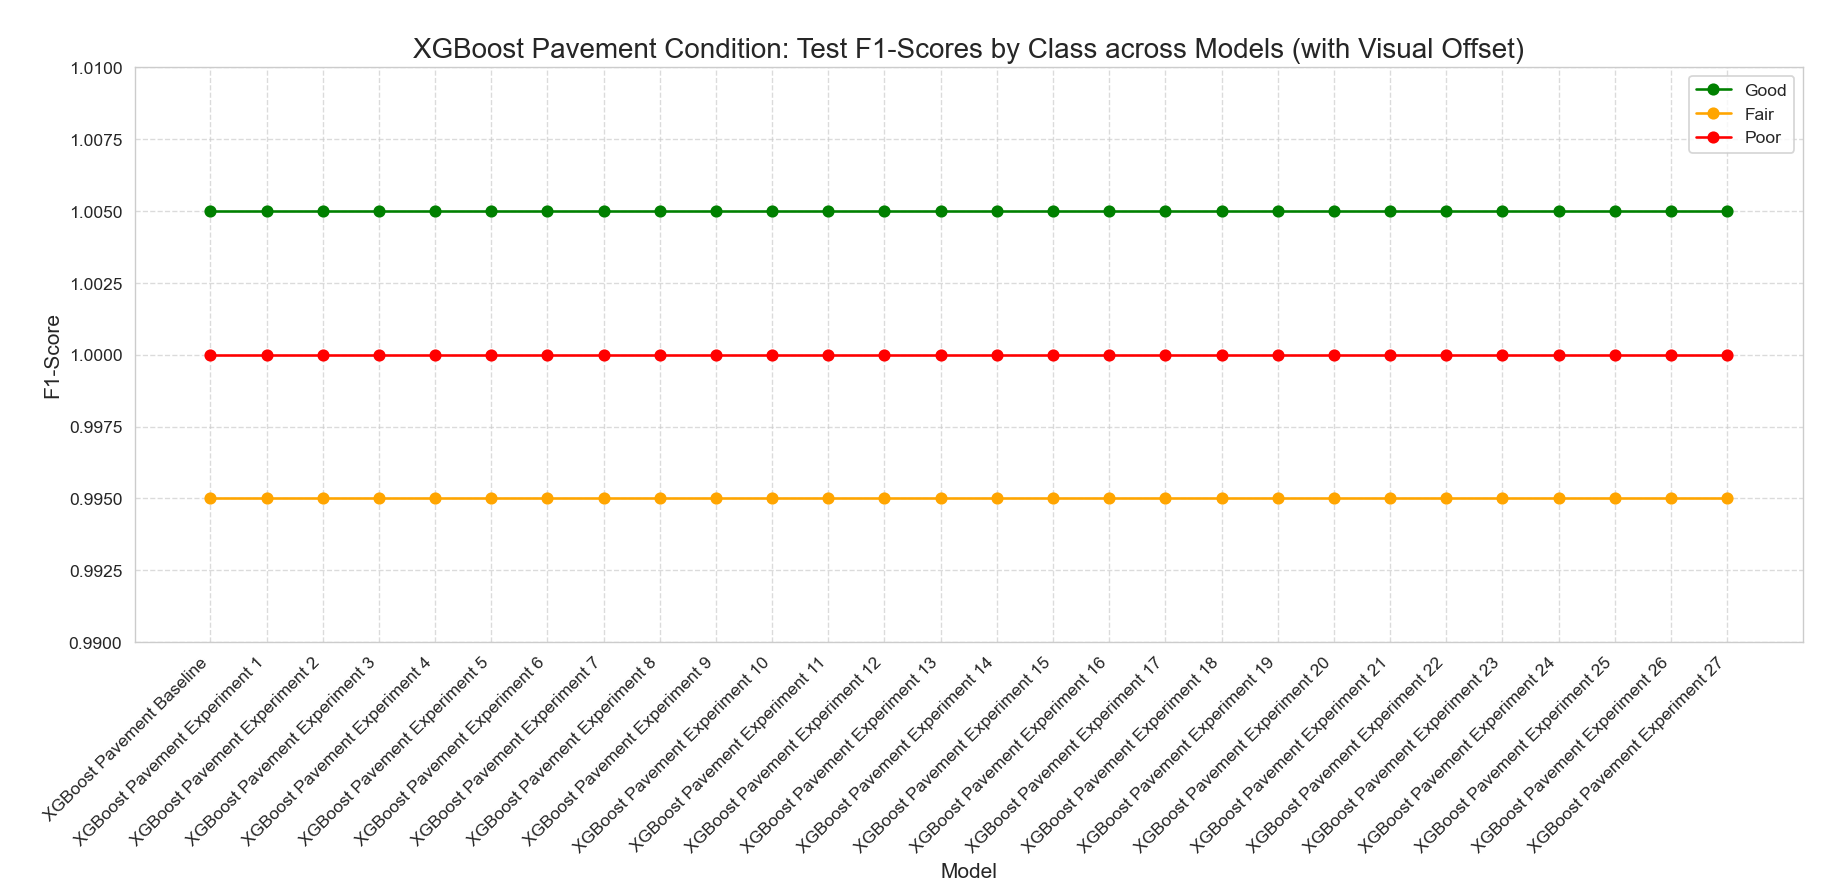 XGBoost Pavement Condition: Test F1-Scores by Class across Models (with Visual Offset)
Good
Fair
Poor
F1-Score
1.0100
1.0075
1.0050
1.0025
1.0000
0.9975
0.9950
0.9925
0.9900
XGBoost Pavement Baseline
XGBoost Pavement Experiment 1
XGBoost Pavement Experiment 2
XGBoost Pavement Experiment 3
XGBoost Pavement Experiment 4
XGBoost Pavement Experiment 5
XGBoost Pavement Experiment 6
XGBoost Pavement Experiment 7
XGBoost Pavement Experiment 8
XGBoost Pavement Experiment 9
XGBoost Pavement Experiment 10
XGBoost Pavement Experiment 11
XGBoost Pavement Experiment 12
XGBoost Pavement Experiment 13
XGBoost Pavement Experiment 14
XGBoost Pavement Experiment 15
XGBoost Pavement Experiment 16
XGBoost Pavement Experiment 17
XGBoost Pavement Experiment 18
XGBoost Pavement Experiment 19
XGBoost Pavement Experiment 20
XGBoost Pavement Experiment 21
XGBoost Pavement Experiment 22
XGBoost Pavement Experiment 23
XGBoost Pavement Experiment 24
XGBoost Pavement Experiment 25
XGBoost Pavement Experiment 26
XGBoost Pavement Experiment 27
Model